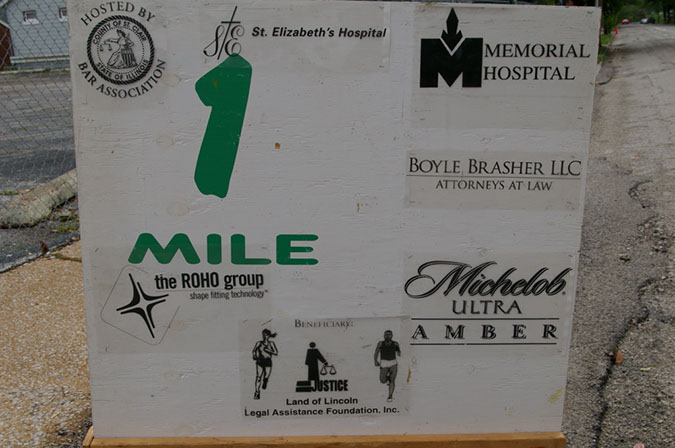 HOSTED BY
COUNTY OF ST. CLAIR
STATE OF ILLINOIS
BAR ASSOCIATION
StE
St. Elizabeth's Hospital
MEMORIAL
HOSPITAL
1
MILE
BOYLE BRASHER LLC
ATTORNEYS AT LAW
the ROHO group
shape fitting technology™
Michelob®
ULTRA
AMBER
BENEFICIARY:
JUSTICE
Land of Lincoln
Legal Assistance Foundation, Inc.